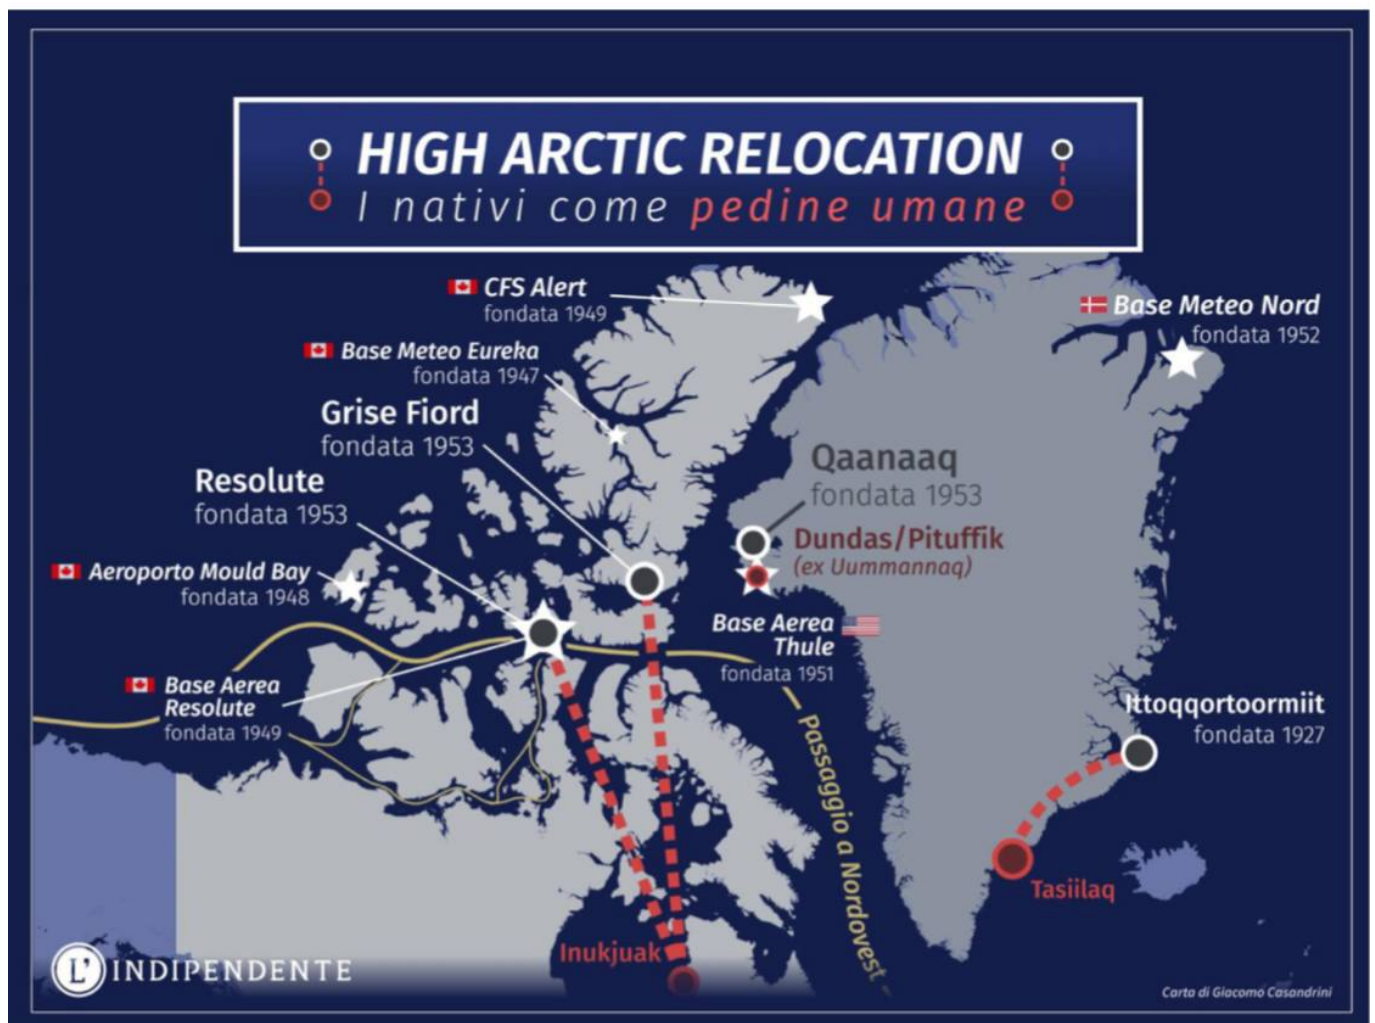 HIGH ARCTIC RELOCATION
I nativi come pedine umane
CFS Alert
fondata 1949
Base Meteo Nord
fondata 1952
Base Meteo Eureka
fondata 1947
Grise Fiord
fondata 1953
Resolute
fondata 1953
Qaanaaq
fondata 1953
Dundas/Pituffik
(ex Uummannaq)
Aeroporto Mould Bay
fondata 1948
Base Aerea
Thule
fondata 1951
Base Aerea
Resolute
fondata 1949
Ittoqqortoormiit
fondata 1927
Passaggio a Nordovest
Tasiilaq
Inukjuak
L'INDIPENDENTE
Carta di Giacomo Casandrini